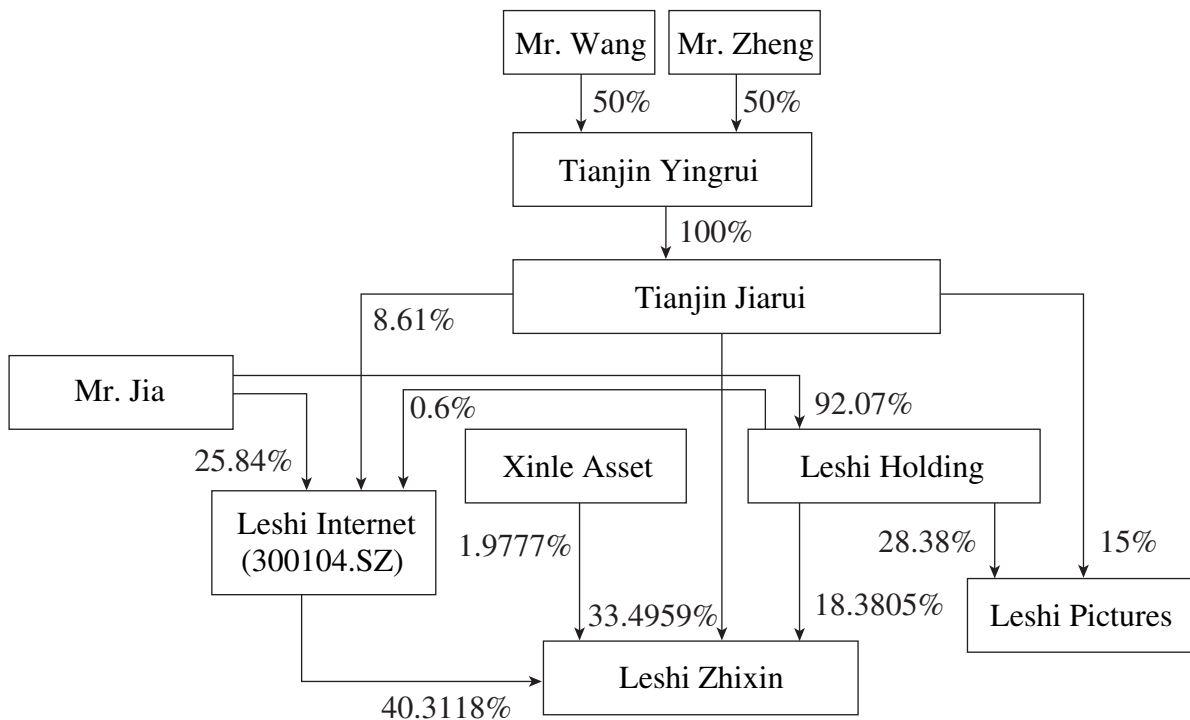 Mr. Wang
Mr. Zheng
50%
50%
Tianjin Yingrui
100%
Tianjin Jiarui
8.61%
Mr. Jia
0.6%
92.07%
25.84%
Xinle Asset
Leshi Holding
Leshi Internet
(300104.SZ)
1.9777%
28.38%
15%
33.4959%
18.3805%
Leshi Pictures
Leshi Zhixin
40.3118%